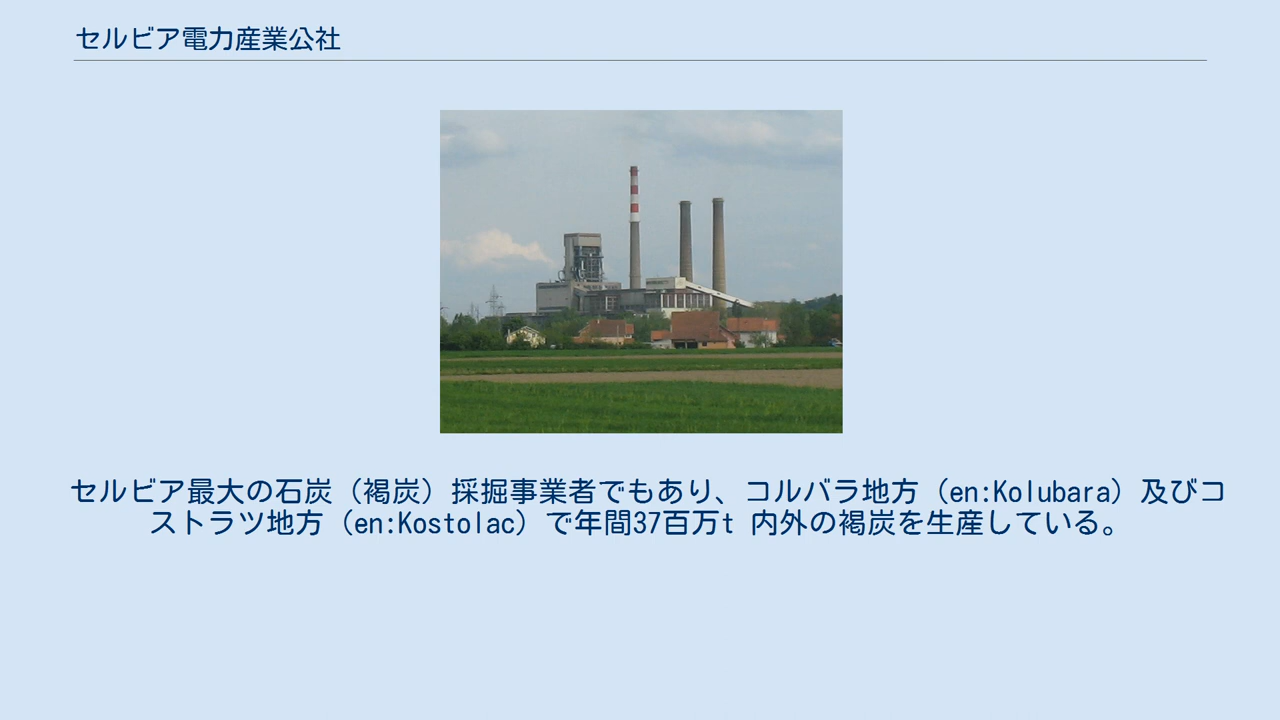 セルビア電力産業公社
セルビア最大の石炭（褐炭）採掘事業者でもあり、コルバラ地方（en:Kolubara）及びコ
ストラツ地方（en:Kostolac）で年間37百万t 内外の褐炭を生産している。